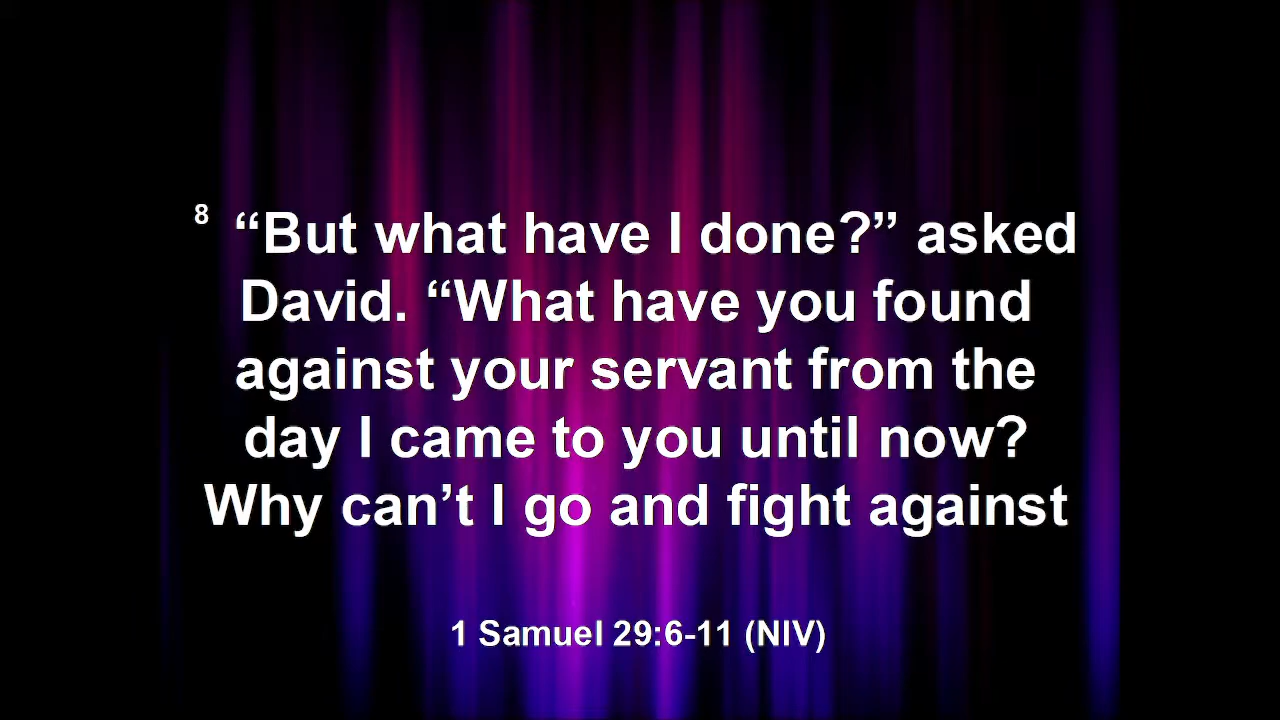 8 “But what have I done?” asked
David. “What have you found
against your servant from the
day I came to you until now?
Why can’t I go and fight against
1 Samuel 29:6-11 (NIV)